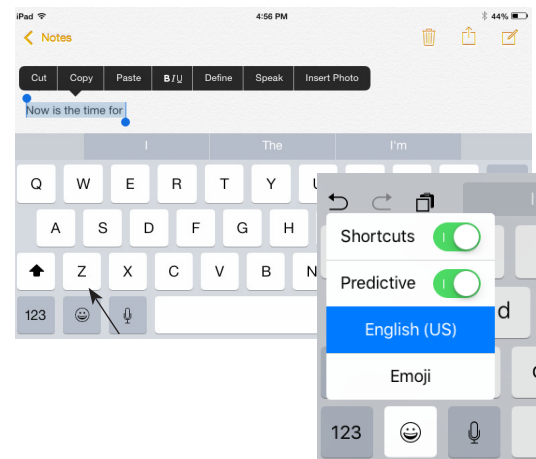 iPad 4:56 PM 44%
Notes
Cut Copy Paste B I U Define Speak Insert Photo
Now is the time for
I The I'm
Q W E R T Y
A S D F G H
Z X C V B N
123
Shortcuts
Predictive
English (US)
Emoji
d
123